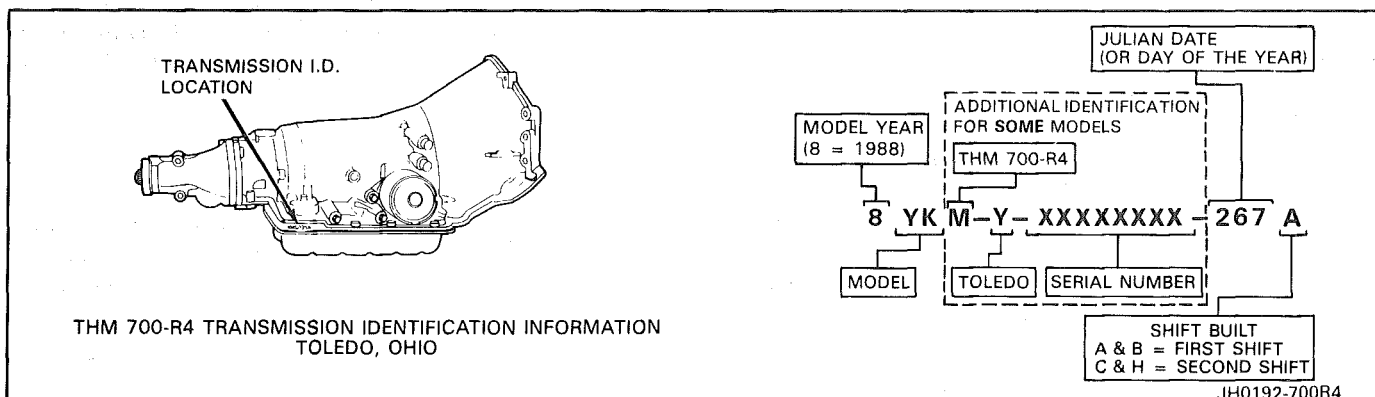 TRANSMISSION I.D.
LOCATION
THM 700-R4 TRANSMISSION IDENTIFICATION INFORMATION
TOLEDO, OHIO
JULIAN DATE
(OR DAY OF THE YEAR)
ADDITIONAL IDENTIFICATION
FOR SOME MODELS
MODEL YEAR
(8 = 1988)
THM 700-R4
8 YK M-Y-XXXXXXXX-267 A
MODEL
TOLEDO
SERIAL NUMBER
SHIFT BUILT
A & B = FIRST SHIFT
C & H = SECOND SHIFT
JH0192-700R4